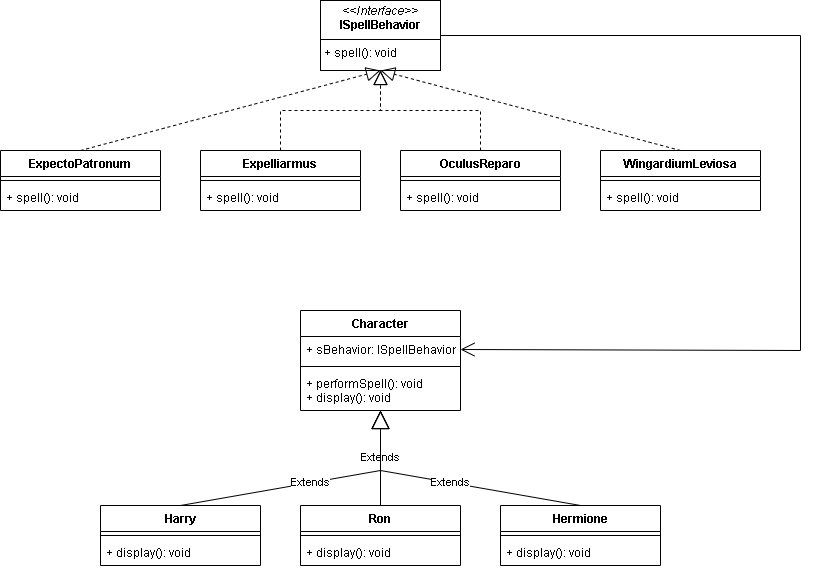 <<Interface>>
ISpellBehavior
+ spell(): void
ExpectoPatronum
+ spell(): void
Expelliarmus
+ spell(): void
OculusReparo
+ spell(): void
WingardiumLeviosa
+ spell(): void
Character
+ sBehavior: ISpellBehavior
+ performSpell(): void
+ display(): void
Extends
Extends
Extends
Harry
+ display(): void
Ron
+ display(): void
Hermione
+ display(): void